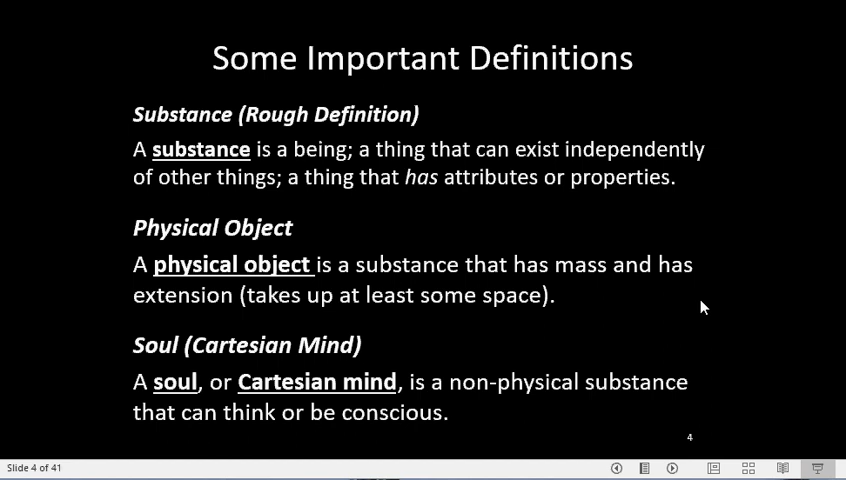 Some Important Definitions
Substance (Rough Definition)
A substance is a being; a thing that can exist independently
of other things; a thing that has attributes or properties.
Physical Object
A physical object is a substance that has mass and has
extension (takes up at least some space).
Soul (Cartesian Mind)
A soul, or Cartesian mind, is a non-physical substance
that can think or be conscious.
4
Slide 4 of 41